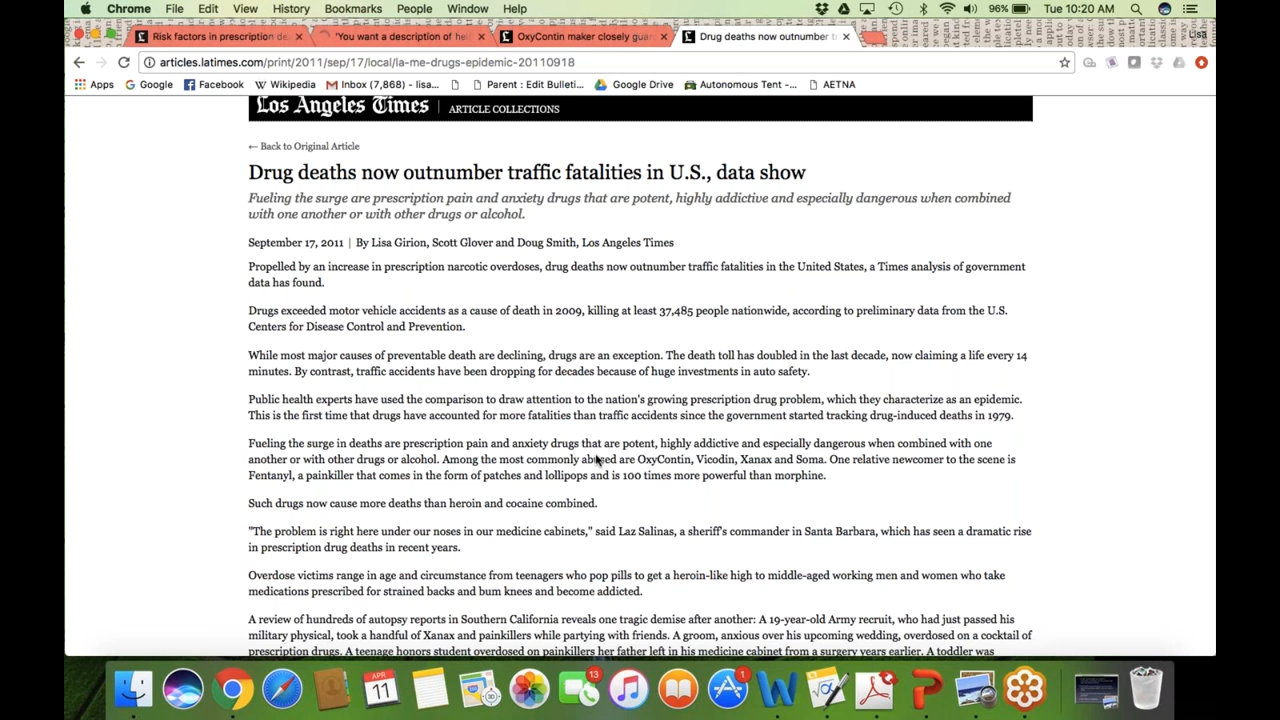 Chrome File Edit View History Bookmarks People Window Help 96% Tue 10:20 AM
Risk factors in prescription de
'You want a description of hell
OxyContin maker closely guar
Drug deaths now outnumber tr
Lisa
articles.latimes.com/print/2011/sep/17/local/la-me-drugs-epidemic-20110918
Apps Google Facebook Wikipedia Inbox (7,868) - lisa... Parent : Edit Bulleti... Google Drive Autonomous Tent -... AETNA
Los Angeles Times | ARTICLE COLLECTIONS
← Back to Original Article
Drug deaths now outnumber traffic fatalities in U.S., data show
Fueling the surge are prescription pain and anxiety drugs that are potent, highly addictive and especially dangerous when combined
with one another or with other drugs or alcohol.
September 17, 2011 | By Lisa Girion, Scott Glover and Doug Smith, Los Angeles Times
Propelled by an increase in prescription narcotic overdoses, drug deaths now outnumber traffic fatalities in the United States, a Times analysis of government
data has found.
Drugs exceeded motor vehicle accidents as a cause of death in 2009, killing at least 37,485 people nationwide, according to preliminary data from the U.S.
Centers for Disease Control and Prevention.
While most major causes of preventable death are declining, drugs are an exception. The death toll has doubled in the last decade, now claiming a life every 14
minutes. By contrast, traffic accidents have been dropping for decades because of huge investments in auto safety.
Public health experts have used the comparison to draw attention to the nation's growing prescription drug problem, which they characterize as an epidemic.
This is the first time that drugs have accounted for more fatalities than traffic accidents since the government started tracking drug-induced deaths in 1979.
Fueling the surge in deaths are prescription pain and anxiety drugs that are potent, highly addictive and especially dangerous when combined with one
another or with other drugs or alcohol. Among the most commonly abused are OxyContin, Vicodin, Xanax and Soma. One relative newcomer to the scene is
Fentanyl, a painkiller that comes in the form of patches and lollipops and is 100 times more powerful than morphine.
Such drugs now cause more deaths than heroin and cocaine combined.
"The problem is right here under our noses in our medicine cabinets," said Laz Salinas, a sheriff's commander in Santa Barbara, which has seen a dramatic rise
in prescription drug deaths in recent years.
Overdose victims range in age and circumstance from teenagers who pop pills to get a heroin-like high to middle-aged working men and women who take
medications prescribed for strained backs and bum knees and become addicted.
A review of hundreds of autopsy reports in Southern California reveals one tragic demise after another: A 19-year-old Army recruit, who had just passed his
military physical, took a handful of Xanax and painkillers while partying with friends. A groom, anxious over his upcoming wedding, overdosed on a cocktail of
prescription drugs. A teenage honors student overdosed on painkillers her father left in his medicine cabinet from a surgery years earlier. A toddler was
APR
11
13
1